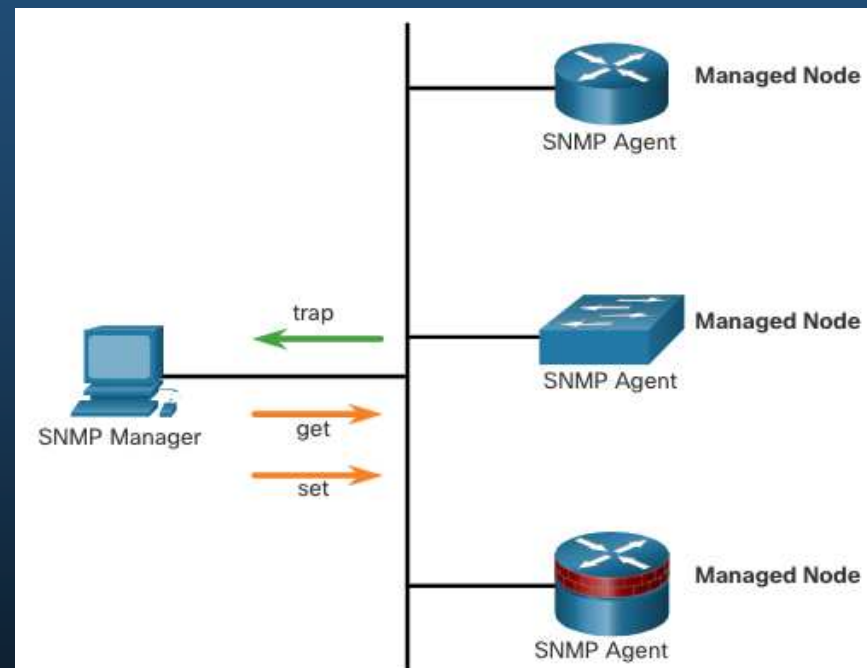 Managed Node
SNMP Agent
trap
Managed Node
SNMP Agent
SNMP Manager
get
set
Managed Node
SNMP Agent